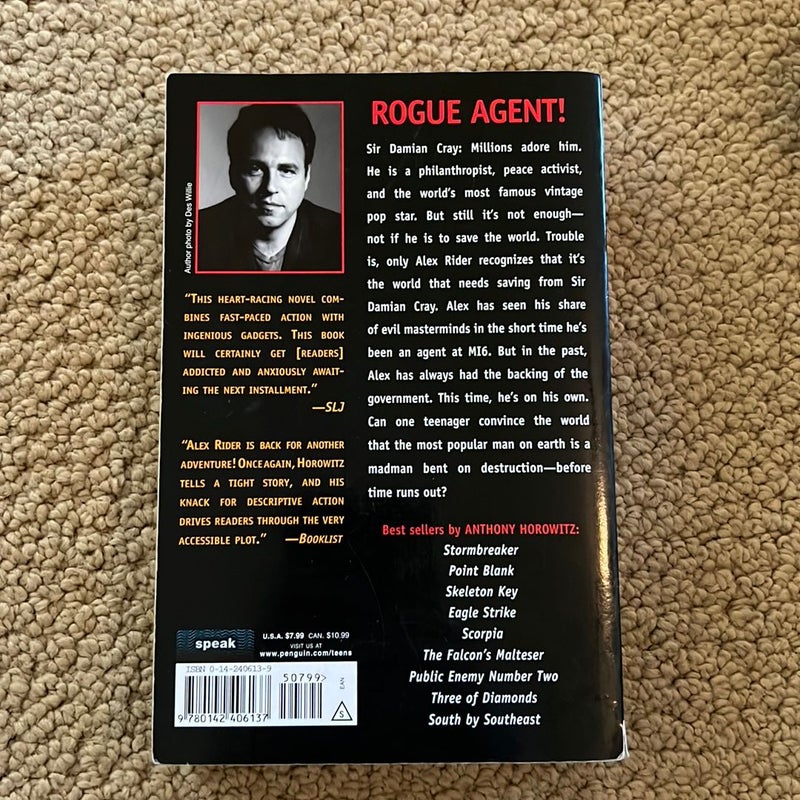 Author photo by Des Willie
"THIS HEART-RACING NOVEL COM-
BINES FAST-PACED ACTION WITH
INGENIOUS GADGETS. THIS BOOK
WILL CERTAINLY GET [READERS]
ADDICTED AND ANXIOUSLY AWAIT-
ING THE NEXT INSTALLMENT."
—SLJ
"ALEX RIDER IS BACK FOR ANOTHER
ADVENTURE! ONCE AGAIN, HOROWITZ
TELLS A TIGHT STORY, AND HIS
KNACK FOR DESCRIPTIVE ACTION
DRIVES READERS THROUGH THE VERY
ACCESSIBLE PLOT." —BOOKLIST
ROGUE AGENT!
Sir Damian Cray: Millions adore him.
He is a philanthropist, peace activist,
and the world's most famous vintage
pop star. But still it's not enough—
not if he is to save the world. Trouble
is, only Alex Rider recognizes that it's
the world that needs saving from Sir
Damian Cray. Alex has seen his share
of evil masterminds in the short time he's
been an agent at MI6. But in the past,
Alex has always had the backing of the
government. This time, he's on his own.
Can one teenager convince the world
that the most popular man on earth is a
madman bent on destruction—before
time runs out?
Best sellers by ANTHONY HOROWITZ:
Stormbreaker
Point Blank
Skeleton Key
Eagle Strike
Scorpia
The Falcon's Malteser
Public Enemy Number Two
Three of Diamonds
South by Southeast
speak
U.S.A. $7.99 CAN. $10.99
VISIT US AT
www.penguin.com/teens
ISBN 0-14-240613-9
50799>
EAN
S
9 780142 406137